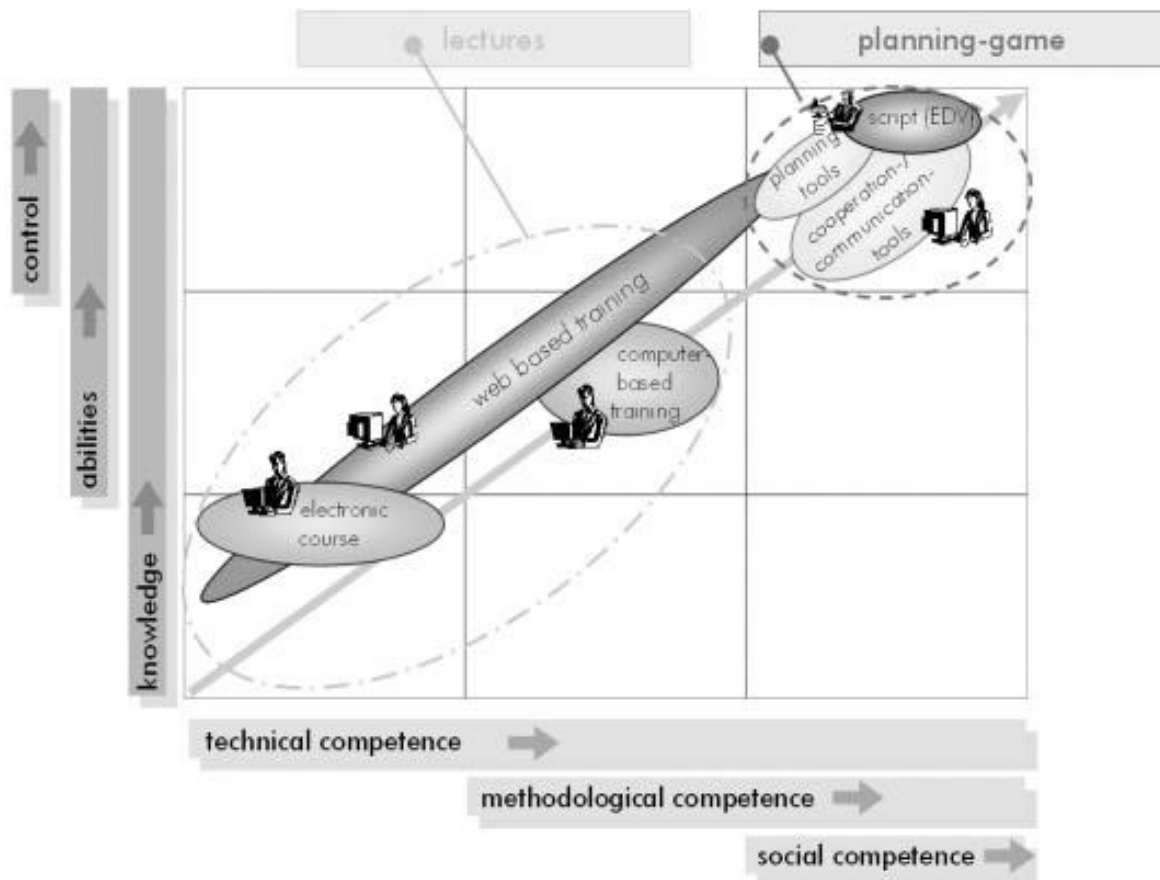 lectures
planning-game
script (EDV)
planning
tools
cooperation-/
communication-
tools
web based training
computer-
based
training
electronic
course
control
abilities
knowledge
technical competence
methodological competence
social competence